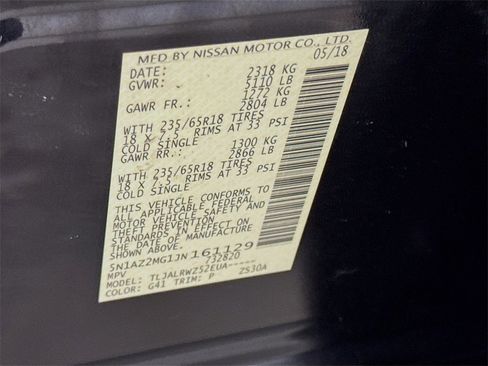 MFD BY NISSAN MOTOR CO., LTD.
DATE: 05/18
GVWR: 2318 KG
5110 LB
GAWR FR.: 1272 KG
2804 LB
WITH 235/65R18 TIRES
18 X 7.5 RIMS AT 33 PSI
COLD SINGLE
GAWR RR.: 1300 KG
2866 LB
WITH 235/65R18 TIRES
18 X 7.5 RIMS AT 33 PSI
COLD SINGLE
THIS VEHICLE CONFORMS TO
ALL APPLICABLE FEDERAL
MOTOR VEHICLE SAFETY AND
THEFT PREVENTION
STANDARDS IN EFFECT ON
THE DATE OF MANUFACTURE
SHOWN ABOVE.
5N1AZ2MG1JN161129
MPV 732820
MODEL: TLJALRWZ52EUA-----
COLOR: G41 TRIM: P ZS30A